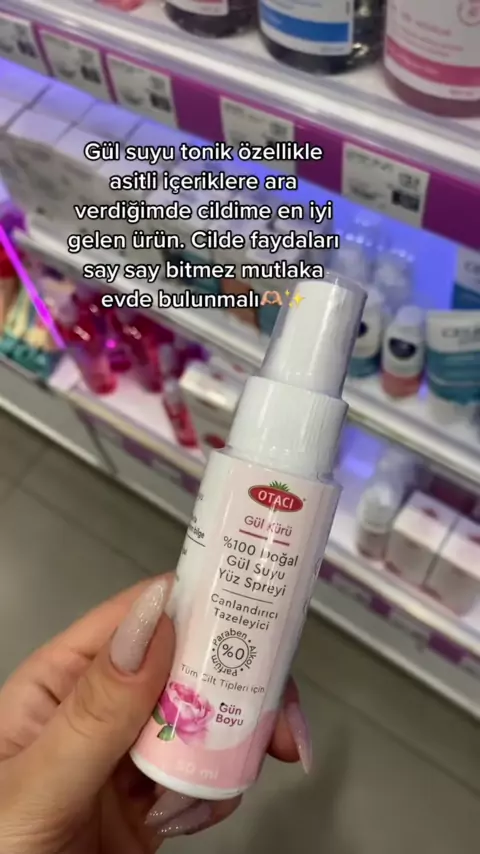 Gül suyu tonik özellikle
asitli içeriklere ara
verdiğimde cildime en iyi
gelen ürün. Cilde faydaları
say say bitmez mutlaka
evde bulunmalı🫶🏼✨
OTACI
Gül Kürü
%100 Doğal
Gül Suyu
Yüz Spreyi
Canlandırıcı
Tazeleyici
Paraben • Alkol • Parfüm
%0
Tüm Cilt Tipleri için
Gün
Boyu
50 ml